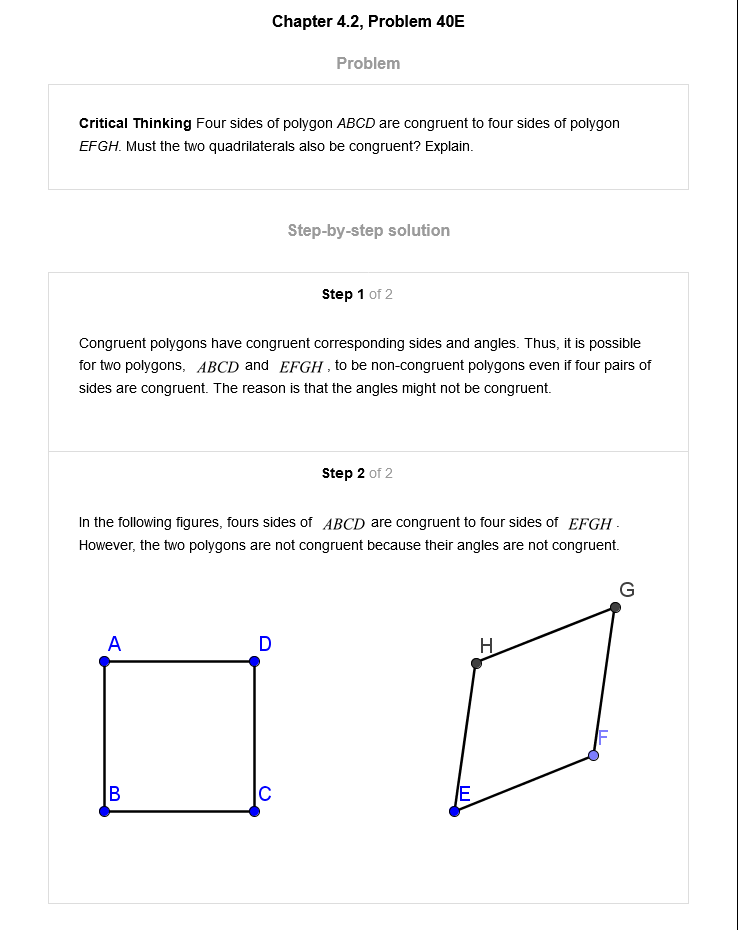 Chapter 4.2, Problem 40E
Problem
Critical Thinking Four sides of polygon ABCD are congruent to four sides of polygon
EFGH. Must the two quadrilaterals also be congruent? Explain.
Step-by-step solution
Step 1 of 2
Congruent polygons have congruent corresponding sides and angles. Thus, it is possible
for two polygons, ABCD and EFGH , to be non-congruent polygons even if four pairs of
sides are congruent. The reason is that the angles might not be congruent.
Step 2 of 2
In the following figures, fours sides of ABCD are congruent to four sides of EFGH .
However, the two polygons are not congruent because their angles are not congruent.
G
A D H
F
B C E